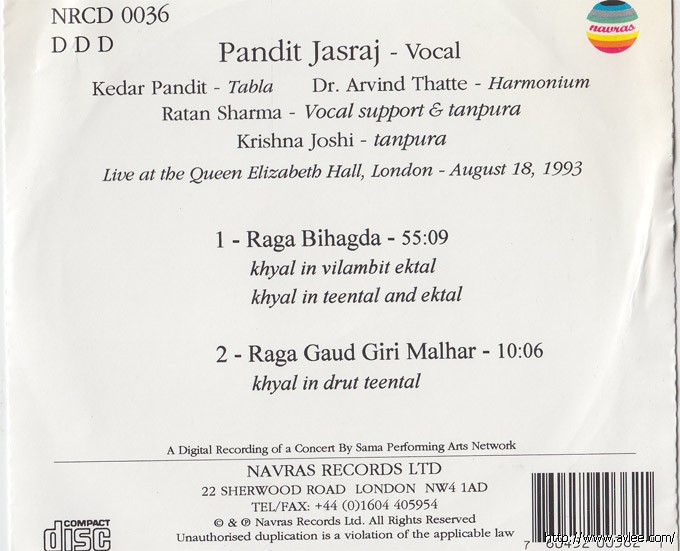 NRCD 0036
D D D
navras
Pandit Jasraj - Vocal
Kedar Pandit - Tabla Dr. Arvind Thatte - Harmonium
Ratan Sharma - Vocal support & tanpura
Krishna Joshi - tanpura
Live at the Queen Elizabeth Hall, London - August 18, 1993
1 - Raga Bihagda - 55:09
khyal in vilambit ektal
khyal in teental and ektal
2 - Raga Gaud Giri Malhar - 10:06
khyal in drut teental
A Digital Recording of a Concert By Sama Performing Arts Network
NAVRAS RECORDS LTD
22 SHERWOOD ROAD LONDON NW4 1AD
TEL/FAX: +44 (0)1604 405954
© & ℗ Navras Records Ltd. All Rights Reserved
Unauthorised duplication is a violation of the applicable law
COMPACT
disc
http://www.aylee.com/